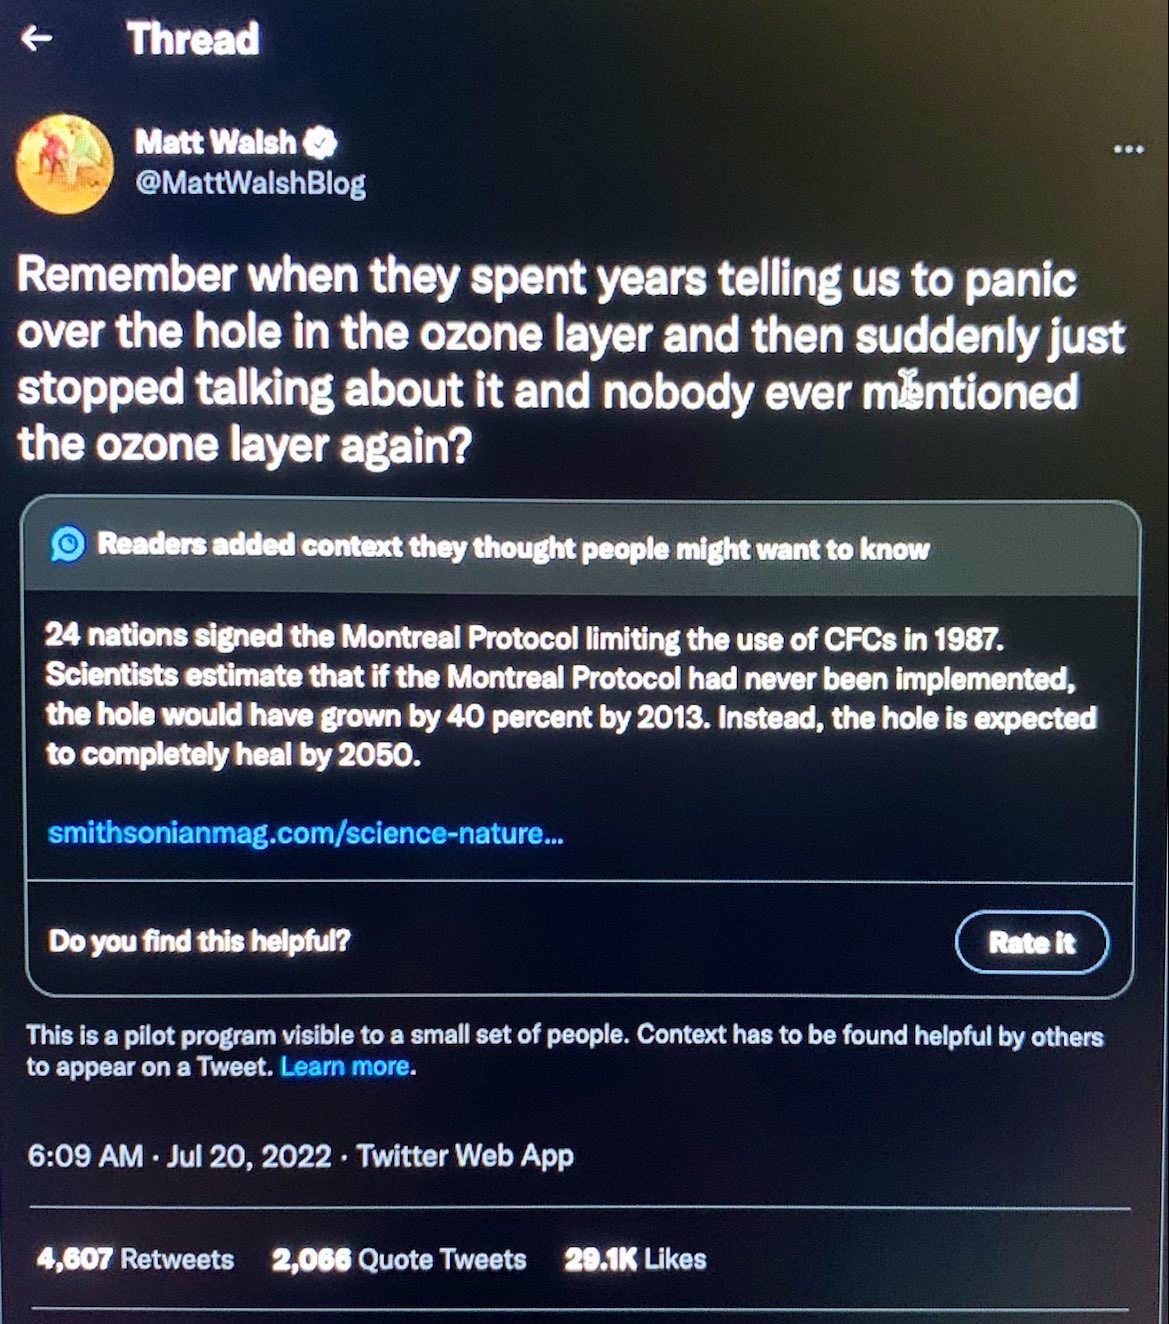 Thread
Matt Walsh
@MattWalshBlog
Remember when they spent years telling us to panic
over the hole in the ozone layer and then suddenly just
stopped talking about it and nobody ever mentioned
the ozone layer again?
Readers added context they thought people might want to know
24 nations signed the Montreal Protocol limiting the use of CFCs in 1987.
Scientists estimate that if the Montreal Protocol had never been implemented,
the hole would have grown by 40 percent by 2013. Instead, the hole is expected
to completely heal by 2050.
smithsonianmag.com/science-nature...
Do you find this helpful?
Rate it
This is a pilot program visible to a small set of people. Context has to be found helpful by others
to appear on a Tweet. Learn more.
6:09 AM · Jul 20, 2022 · Twitter Web App
4,607 Retweets 2,066 Quote Tweets 29.1K Likes